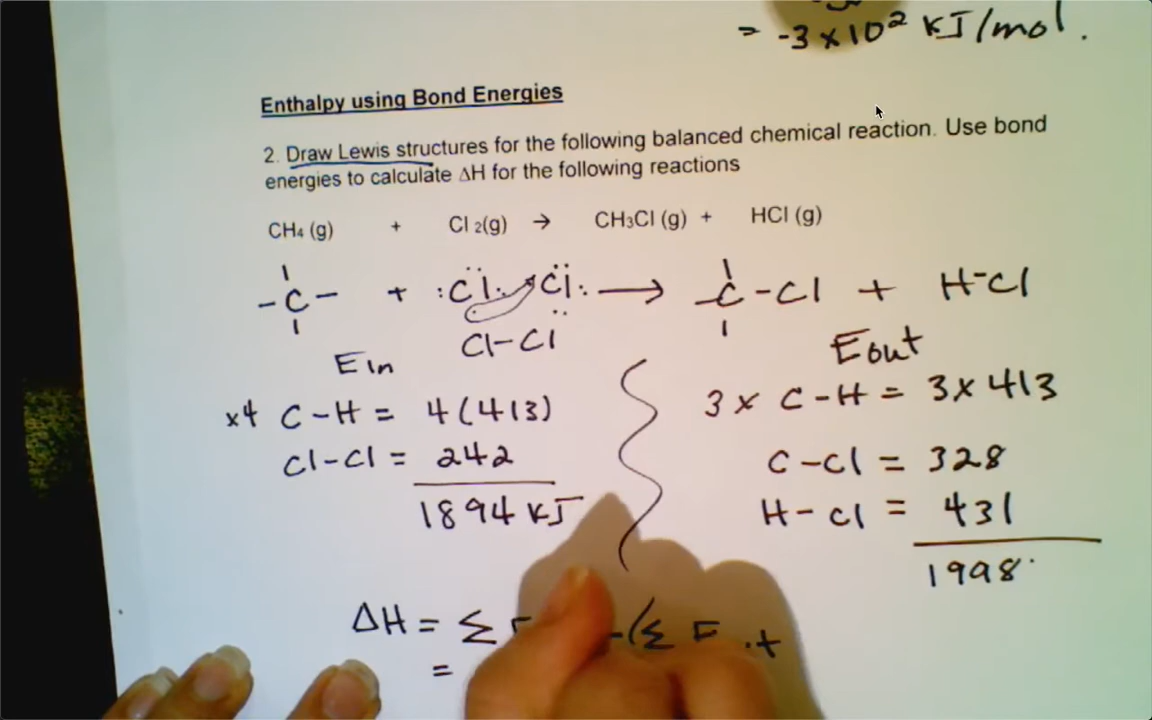 = -3 x 10² KJ/mol.
Enthalpy using Bond Energies
2. Draw Lewis structures for the following balanced chemical reaction. Use bond
energies to calculate ΔH for the following reactions
CH4 (g) + Cl 2(g) → CH3Cl (g) + HCl (g)
-C- + :Cl: Cl: → -C-Cl + H-Cl
Cl-Cl
Ein
Eout
x4 C-H = 4(413)
3 x C-H = 3x413
Cl-Cl = 242
C-Cl = 328
1894 KJ
H-Cl = 431
1998
ΔH = Σ -(Σ
=